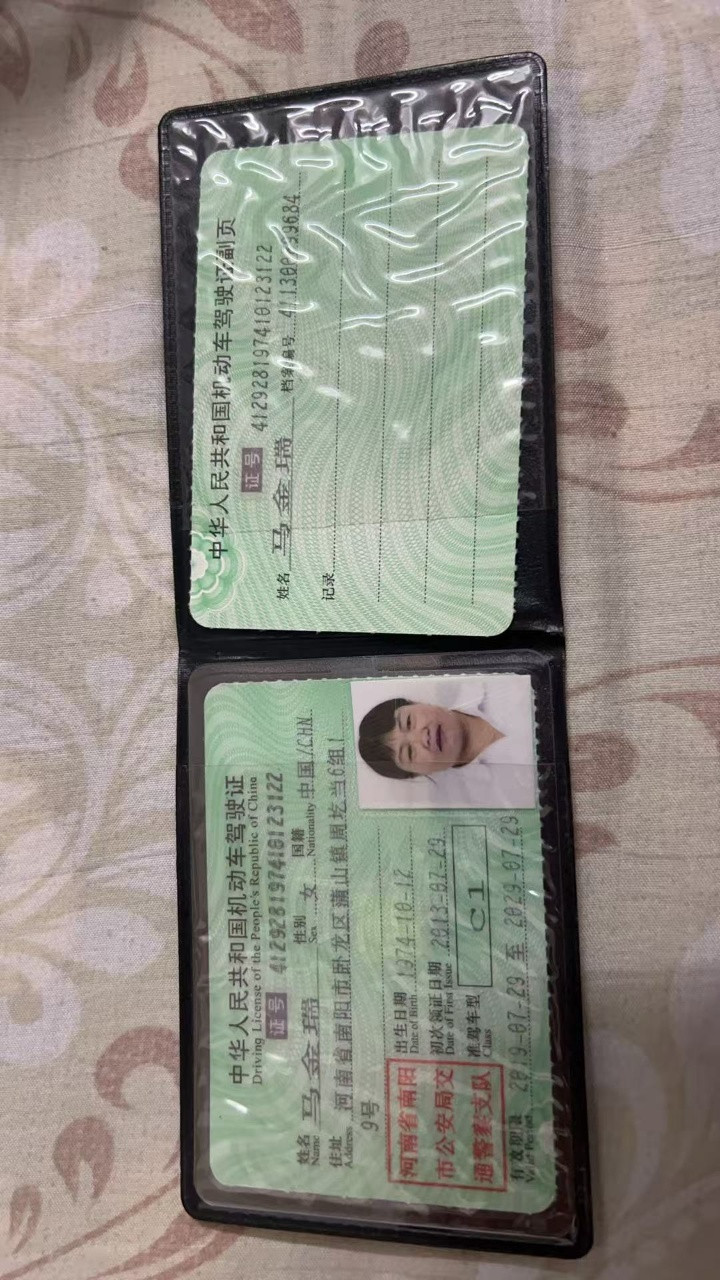 中华人民共和国机动车驾驶证
Driving License of the People's Republic of China
证号 412928197410123122
姓名 马金瑞 性别 女 国籍 中国/CHN
Name Sex Nationality
住址 河南省南阳市卧龙区蒲山镇周圪当6组1
Address
9号
河南省南阳
市公安局交
通警察支队
出生日期 1974-10-12
Date of Birth
初次领证日期 2013-07-29
Date of First Issue
准驾车型 C1
Class
有效期限 2019-07-29 至 2029-07-29
Valid Period
中华人民共和国机动车驾驶证副页
证号 412928197410123122
姓名 马金瑞 档案编号
记录